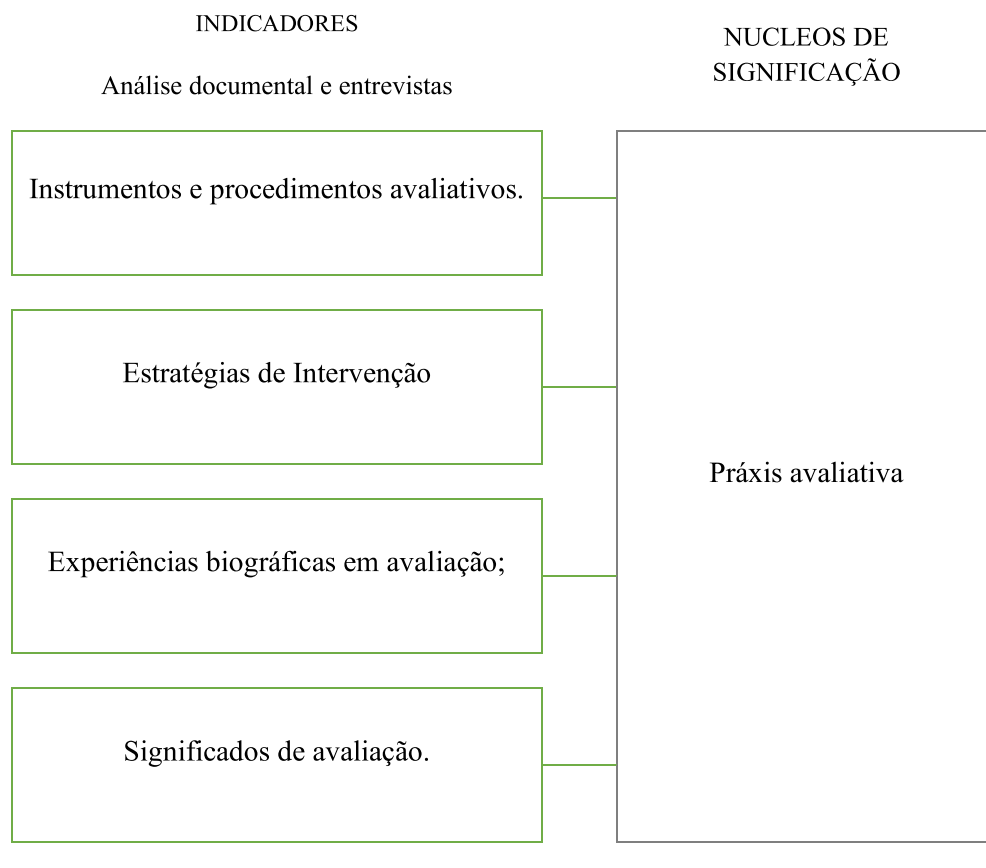 INDICADORES
Análise documental e entrevistas
NUCLEOS DE
SIGNIFICAÇÃO
Instrumentos e procedimentos avaliativos.
Estratégias de Intervenção
Experiências biográficas em avaliação;
Significados de avaliação.
Práxis avaliativa